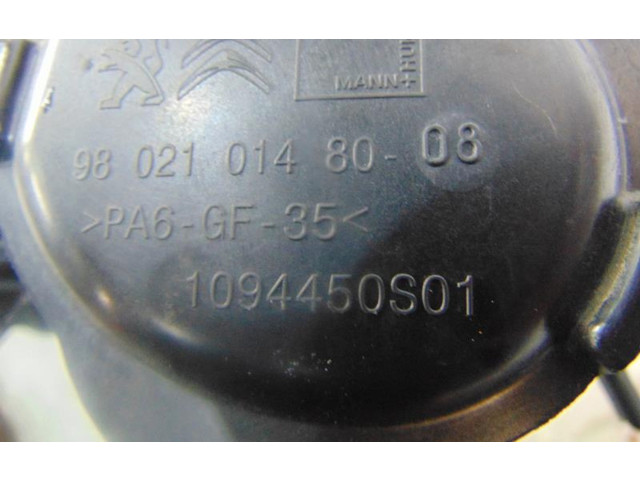 MANN+HU
98 021 014 80-08
>PA6-GF-35<
1094450S01